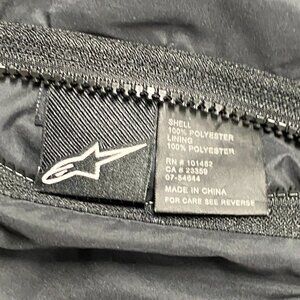 SHELL
100% POLYESTER
LINING
100% POLYESTER
RN # 101452
CA # 23359
07-54644
MADE IN CHINA
FOR CARE SEE REVERSE